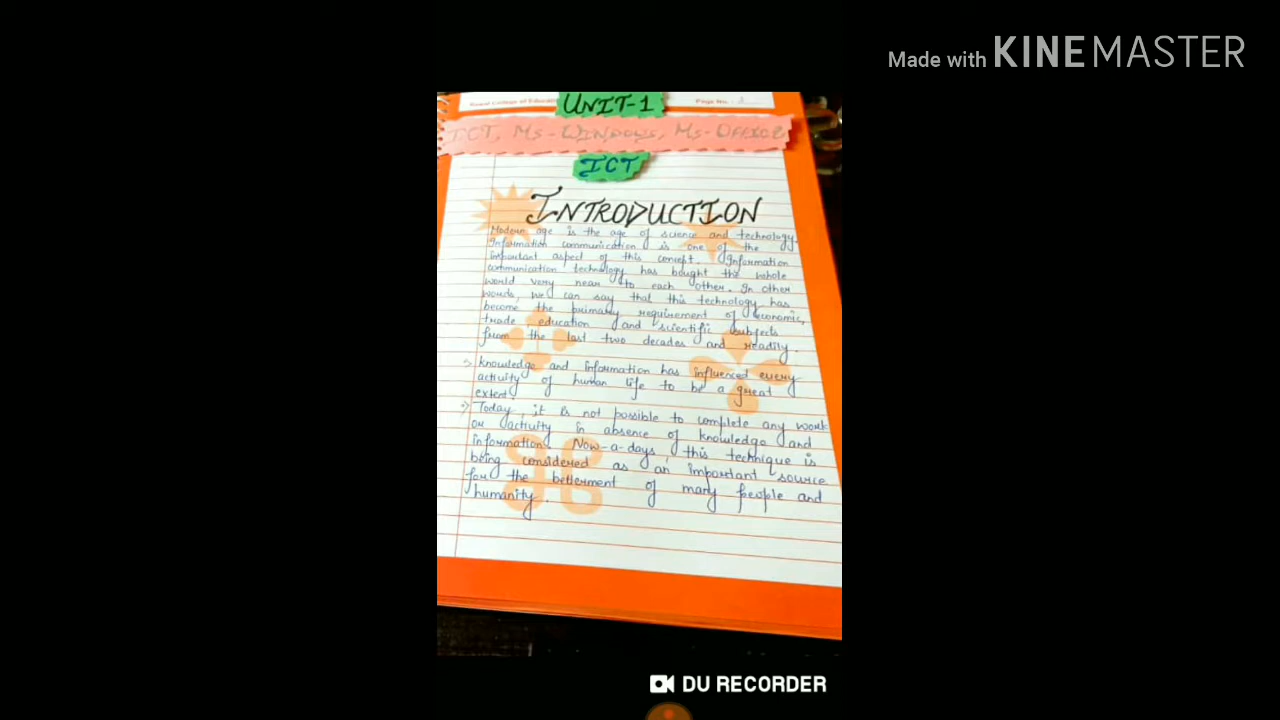 Made with KINEMASTER
Page No.
UNIT-1
ICT, Ms-WINDOWS, Ms-OFFICE
ICT
INTRODUCTION
Modern age is the age of science and technology.
Information communication is one of the
important aspect of this concept. Information
communication technology has bought the whole
world very near to each other. In other
words, we can say that this technology has
become the primary requirement of economic,
trade education and scientific subjects
from the last two decades and readily.
knowledge and information has influenced every
activity of human life to be a great
extent.
Today, it is not possible to complete any work
or activity in absence of knowledge and
information. Now-a-days, this technique is
being considered as an important source
for the betterment of many people and
humanity.
DU RECORDER